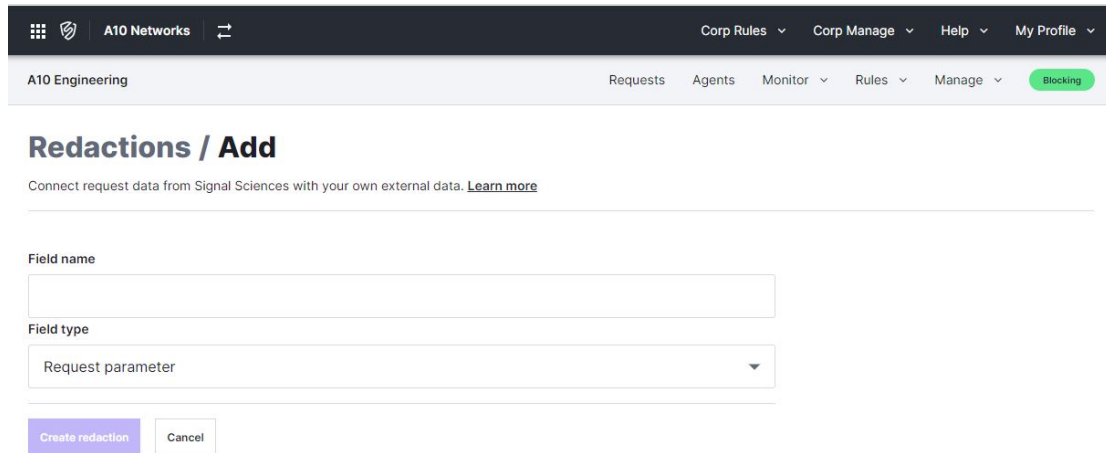 A10 Networks Corp Rules Corp Manage Help My Profile
A10 Engineering Requests Agents Monitor Rules Manage Blocking
Redactions / Add
Connect request data from Signal Sciences with your own external data. Learn more
Field name
Field type
Request parameter
Create redaction Cancel